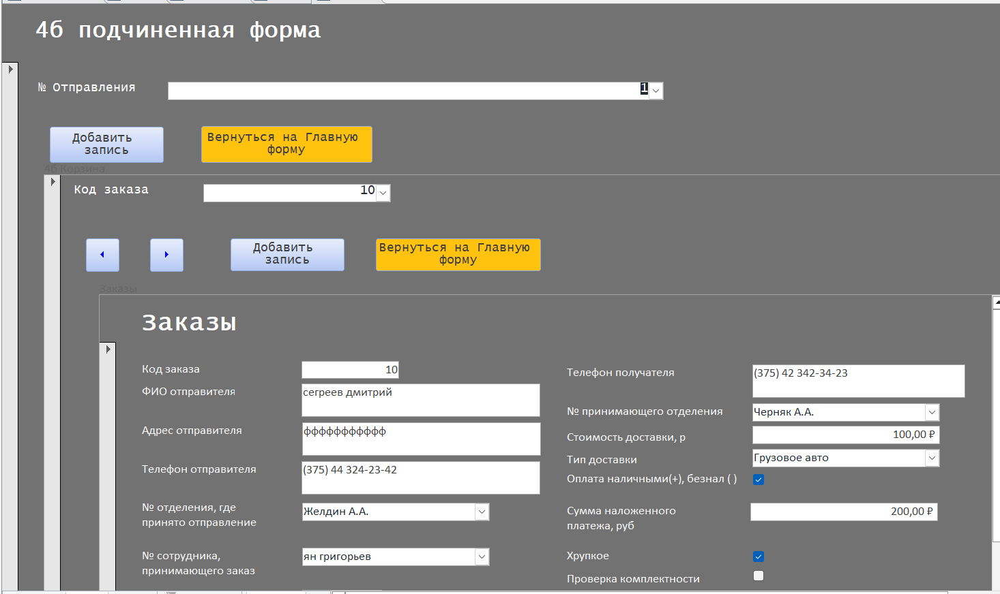 4б подчиненная форма
№ Отправления
1
Добавить
запись
Вернуться на Главную
форму
4б Корзина
Код заказа
10
Добавить
запись
Вернуться на Главную
форму
Заказы
Заказы
Код заказа
10
ФИО отправителя
сегреев дмитрий
Адрес отправителя
ффффффффффф
Телефон отправителя
(375) 44 324-23-42
№ отделения, где
принято отправление
Желдин А.А.
№ сотрудника,
принимающего заказ
ян григорьев
Телефон получателя
(375) 42 342-34-23
№ принимающего отделения
Черняк А.А.
Стоимость доставки, р
100,00 ₽
Тип доставки
Грузовое авто
Оплата наличными(+), безнал ( )
Сумма наложенного
платежа, руб
200,00 ₽
Хрупкое
Проверка комплектности